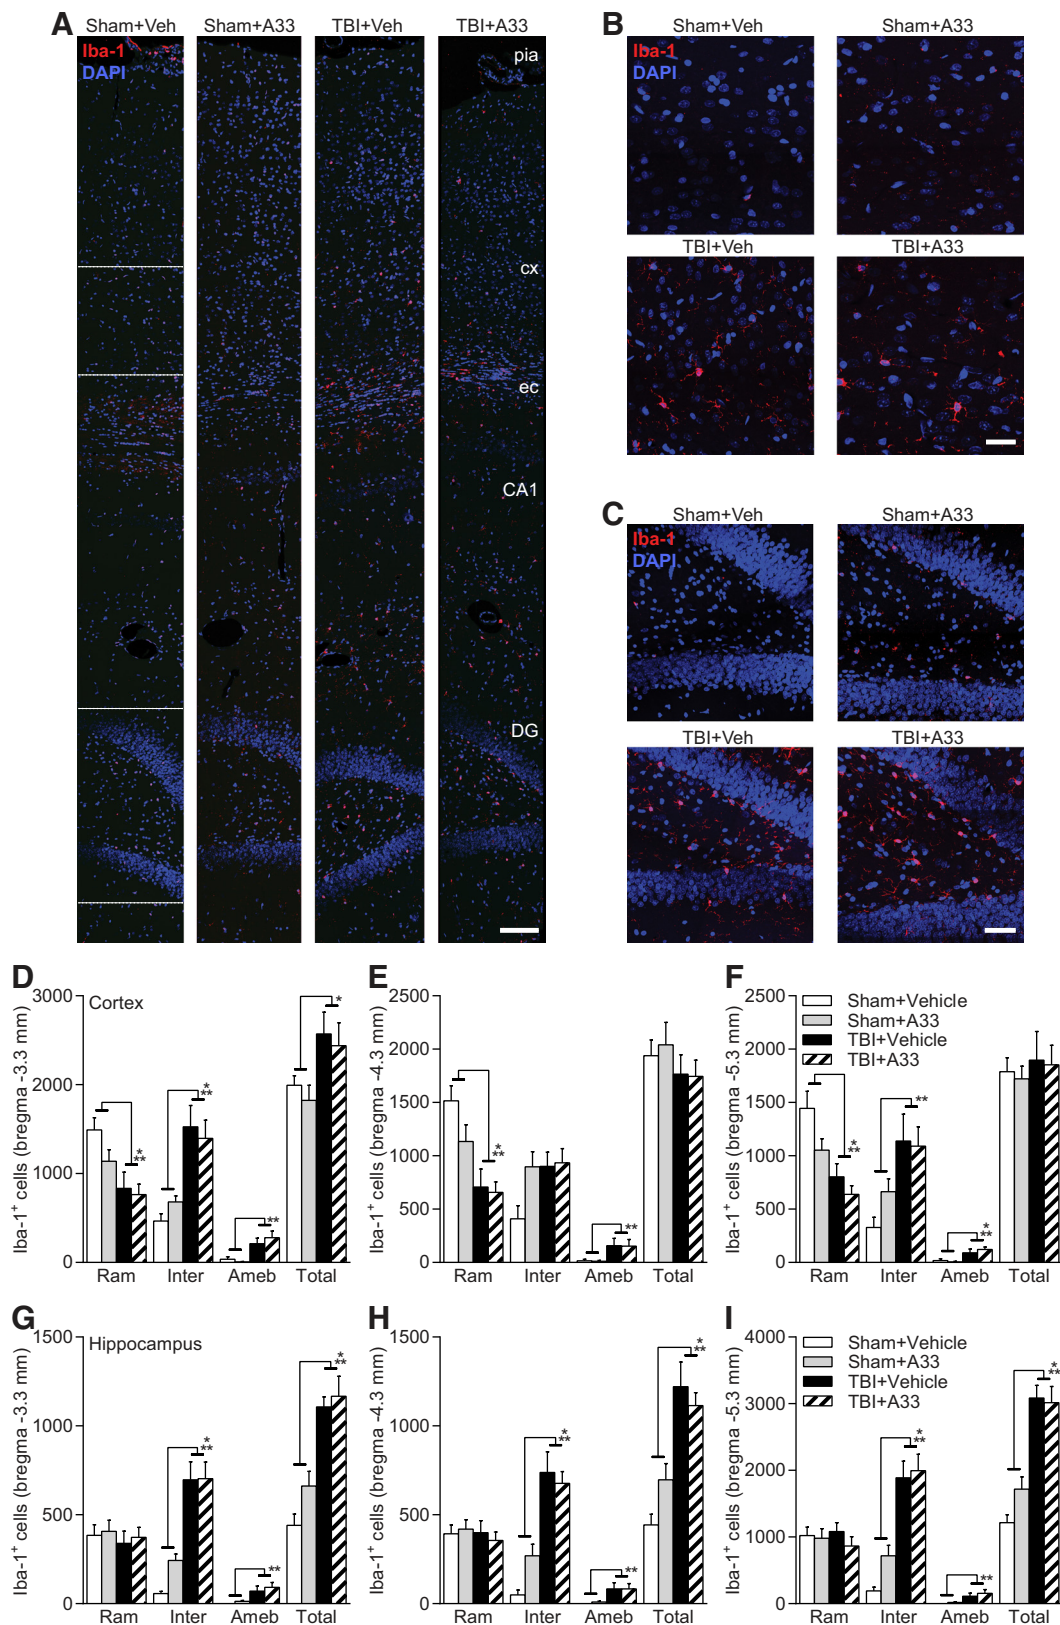 A
Sham+Veh Sham+A33 TBI+Veh TBI+A33
Iba-1
DAPI
pia
cx
ec
CA1
DG
B
Sham+Veh Sham+A33
Iba-1
DAPI
TBI+Veh TBI+A33
C
Sham+Veh Sham+A33
Iba-1
DAPI
TBI+Veh TBI+A33
D
Cortex
Iba-1+ cells (bregma -3.3 mm)
3000
2000
1000
0
* ** * ** ** *
Ram Inter Ameb Total
E
Iba-1+ cells (bregma -4.3 mm)
2500
2000
1500
1000
500
0
* ** **
Ram Inter Ameb Total
F
Iba-1+ cells (bregma -5.3 mm)
2500
2000
1500
1000
500
0
Sham+Vehicle
Sham+A33
TBI+Vehicle
TBI+A33
* ** ** * **
Ram Inter Ameb Total
G
Hippocampus
Iba-1+ cells (bregma -3.3 mm)
1500
1000
500
0
* ** ** * **
Ram Inter Ameb Total
H
Iba-1+ cells (bregma -4.3 mm)
1500
1000
500
0
* ** ** * **
Ram Inter Ameb Total
I
Iba-1+ cells (bregma -5.3 mm)
4000
3000
2000
1000
0
Sham+Vehicle
Sham+A33
TBI+Vehicle
TBI+A33
* ** ** * **
Ram Inter Ameb Total